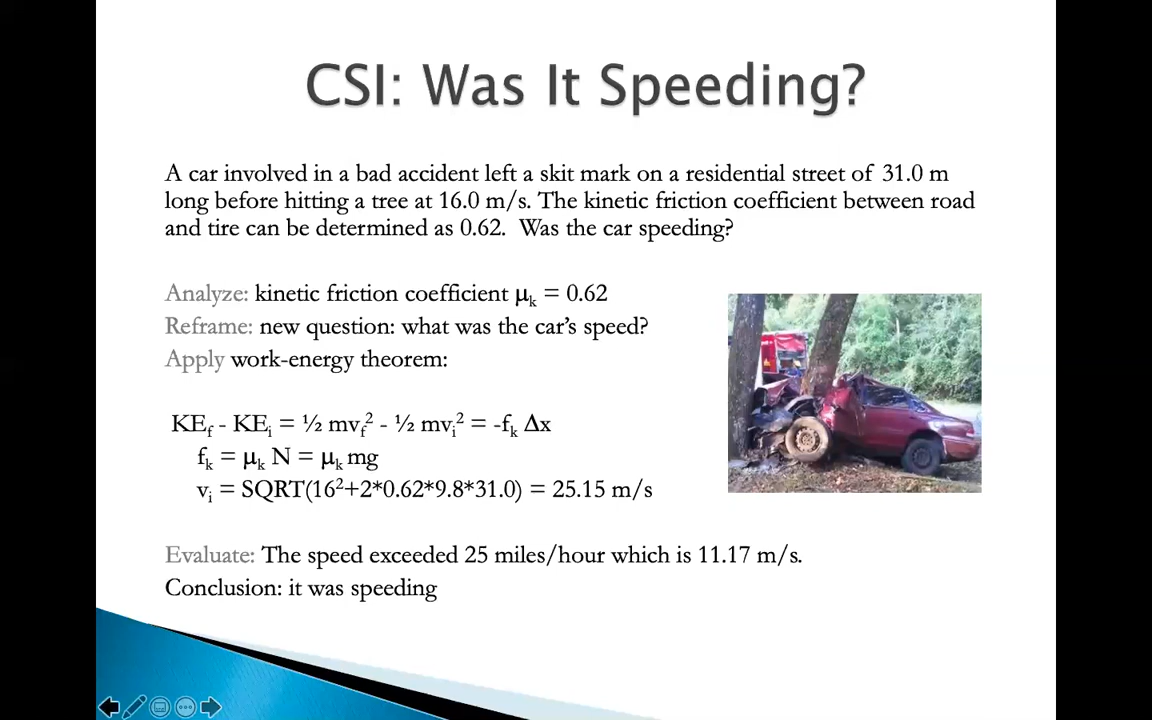 CSI: Was It Speeding?
A car involved in a bad accident left a skit mark on a residential street of 31.0 m
long before hitting a tree at 16.0 m/s. The kinetic friction coefficient between road
and tire can be determined as 0.62. Was the car speeding?
Analyze: kinetic friction coefficient μk = 0.62
Reframe: new question: what was the car's speed?
Apply work-energy theorem:
KEf - KEi = ½ mvf² - ½ mvi² = -fk Δx
fk = μk N = μk mg
vi = SQRT(16²+2*0.62*9.8*31.0) = 25.15 m/s
Evaluate: The speed exceeded 25 miles/hour which is 11.17 m/s.
Conclusion: it was speeding